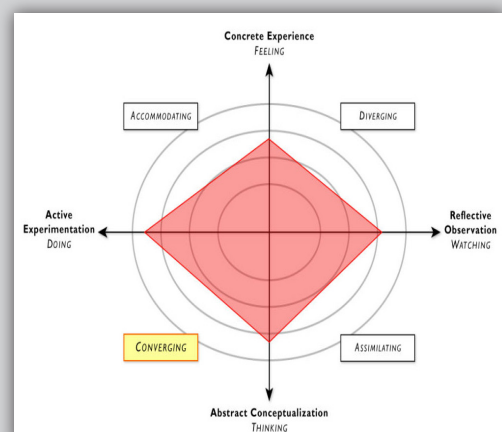 Concrete Experience
FEELING
ACCOMMODATING
DIVERGING
Active
Experimentation
DOING
Reflective
Observation
WATCHING
CONVERGING
ASSIMILATING
Abstract Conceptualization
THINKING